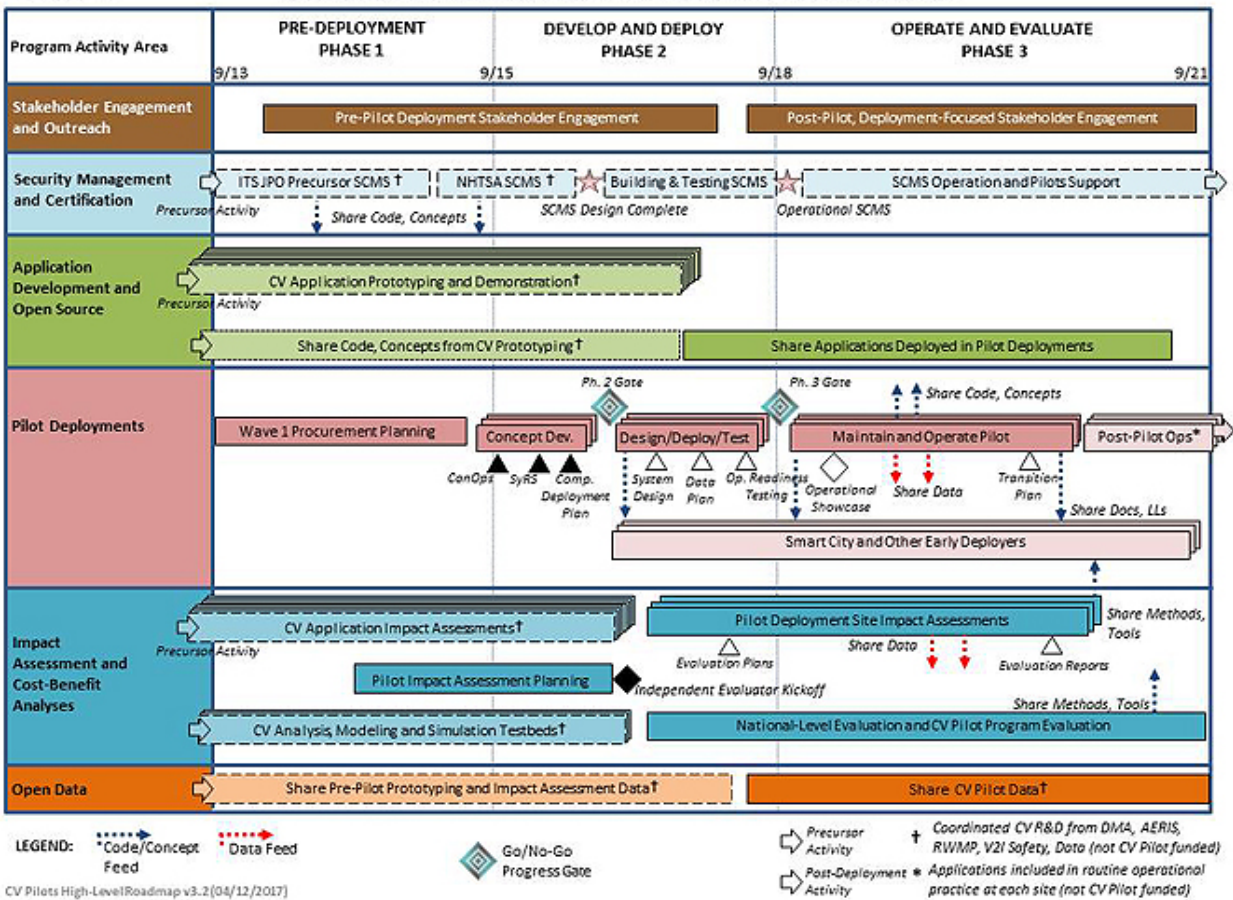 PRE-DEPLOYMENT
PHASE 1
DEVELOP AND DEPLOY
PHASE 2
OPERATE AND EVALUATE
PHASE 3
Program Activity Area
9/13
9/15
9/18
9/21
Stakeholder Engagement
and Outreach
Pre-Pilot Deployment Stakeholder Engagement
Post-Pilot, Deployment-Focused Stakeholder Engagement
Security Management
and Certification
ITS JPO Precursor SCMS †
NHTSA SCMS †
Building & Testing SCMS
SCMS Operation and Pilots Support
Precursor Activity
Share Code, Concepts
SCMS Design Complete
Operational SCMS
Application
Development and
Open Source
CV Application Prototyping and Demonstration†
Precursor Activity
Share Code, Concepts from CV Prototyping†
Share Applications Deployed in Pilot Deployments
Pilot Deployments
Ph. 2 Gate
Ph. 3 Gate
Share Code, Concepts
Wave 1 Procurement Planning
Concept Dev.
Design/Deploy/Test
Maintain and Operate Pilot
Post-Pilot Ops*
ConOps
SyRS
Comp.
Deployment
Plan
System
Design
Data
Plan
Op. Readiness
Testing
Operational
Showcase
Share Data
Transition
Plan
Share Docs, LLs
Smart City and Other Early Deployers
Impact
Assessment and
Cost-Benefit
Analyses
CV Application Impact Assessments†
Pilot Deployment Site Impact Assessments
Share Methods,
Tools
Precursor Activity
Evaluation Plans
Share Data
Evaluation Reports
Pilot Impact Assessment Planning
Independent Evaluator Kickoff
Share Methods, Tools
CV Analysis, Modeling and Simulation Testbeds†
National-Level Evaluation and CV Pilot Program Evaluation
Open Data
Share Pre-Pilot Prototyping and Impact Assessment Data†
Share CV Pilot Data†
LEGEND:
Code/Concept
Feed
Data Feed
Go/No-Go
Progress Gate
Precursor
Activity
† Coordinated CV R&D from DMA, AERIS,
RWMP, V2I Safety, Data (not CV Pilot funded)
Post-Deployment
Activity
* Applications included in routine operational
practice at each site (not CV Pilot funded)
CV Pilots High-Level Roadmap v3.2 (04/12/2017)